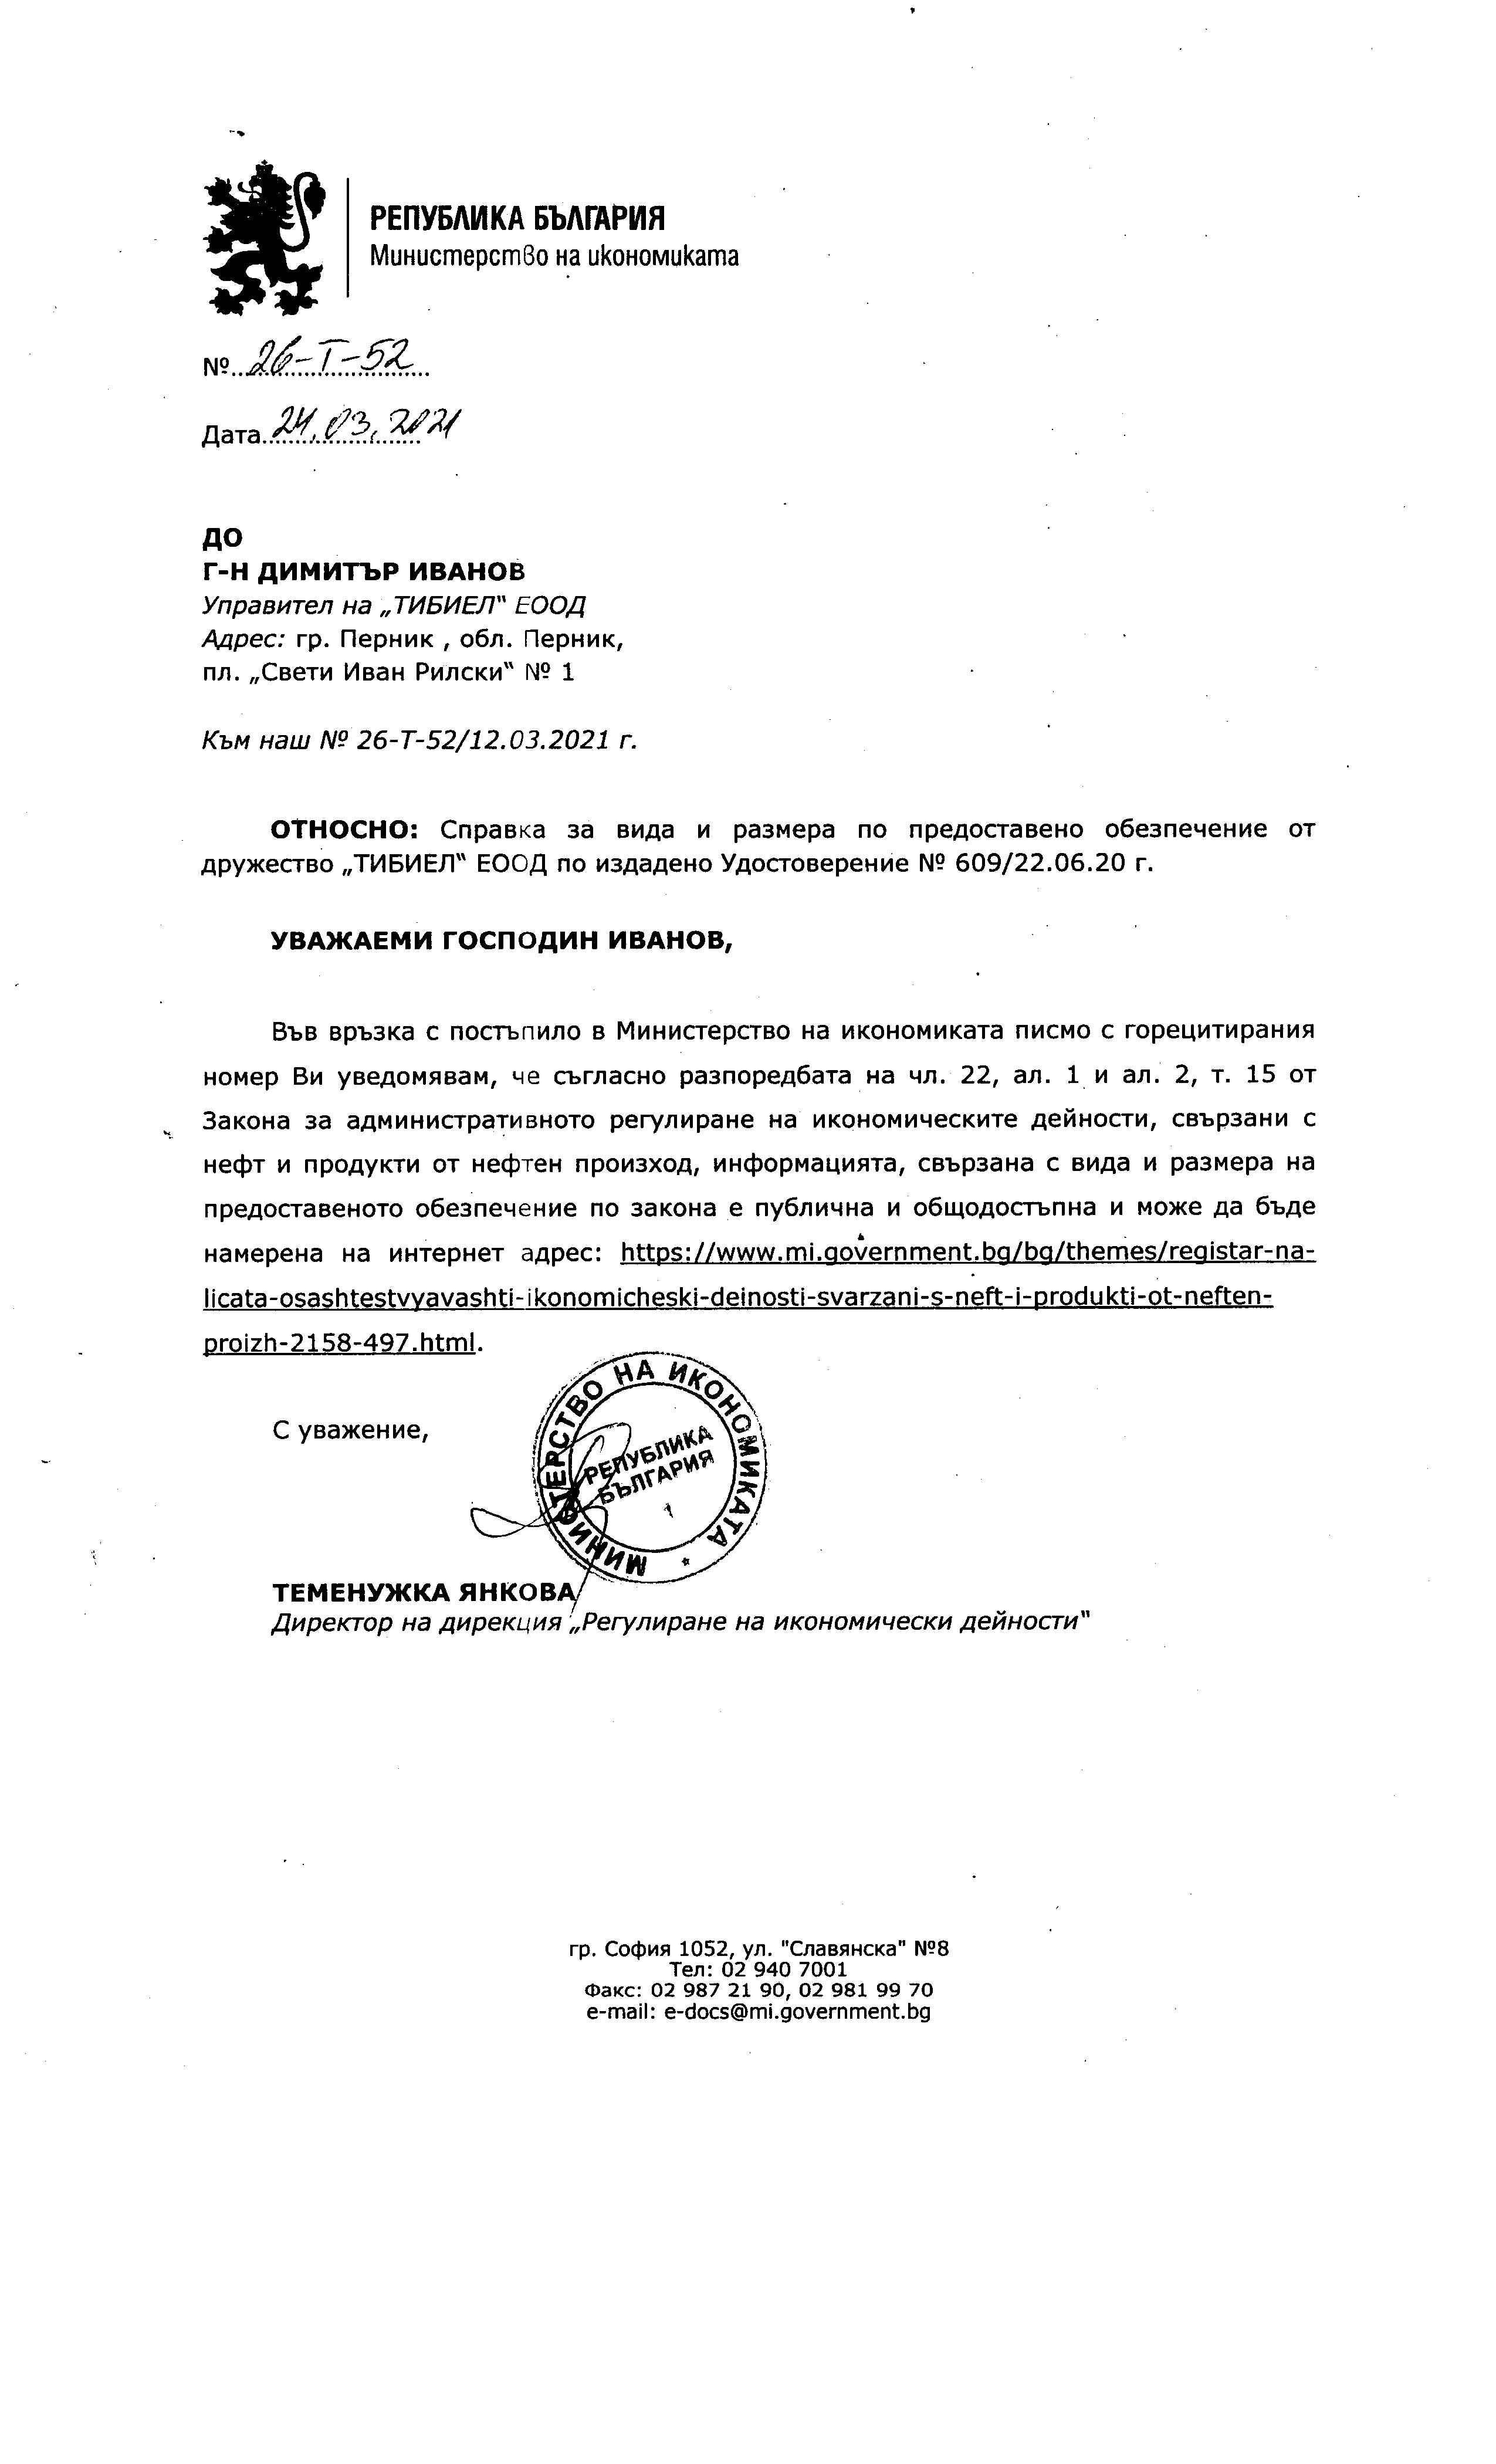 РЕПУБЛИКА БЪЛГАРИЯ
Министерство на икономиката
№ 26-Т-52
Дата 24.03.2021
ДО
Г-Н ДИМИТЪР ИВАНОВ
Управител на „ТИБИЕЛ" ЕООД
Адрес: гр. Перник , обл. Перник,
пл. „Свети Иван Рилски" № 1
Към наш № 26-Т-52/12.03.2021 г.
ОТНОСНО: Справка за вида и размера по предоставено обезпечение от
дружество „ТИБИЕЛ" ЕООД по издадено Удостоверение № 609/22.06.20 г.
УВАЖАЕМИ ГОСПОДИН ИВАНОВ,
Във връзка с постъпило в Министерство на икономиката писмо с горецитирания
номер Ви уведомявам, че съгласно разпоредбата на чл. 22, ал. 1 и ал. 2, т. 15 от
Закона за административното регулиране на икономическите дейности, свързани с
нефт и продукти от нефтен произход, информацията, свързана с вида и размера на
предоставеното обезпечение по закона е публична и общодостъпна и може да бъде
намерена на интернет адрес: https://www.mi.government.bg/bg/themes/registar-na-
licata-osashtestvyavashti-ikonomicheski-deinosti-svarzani-s-neft-i-produkti-ot-neften-
proizh-2158-497.html.
С уважение,
МИНИСТЕРСТВО НА ИКОНОМИКАТА *
РЕПУБЛИКА
БЪЛГАРИЯ
1
ТЕМЕНУЖКА ЯНКОВА
Директор на дирекция „Регулиране на икономически дейности"
гр. София 1052, ул. "Славянска" №8
Тел: 02 940 7001
Факс: 02 987 21 90, 02 981 99 70
e-mail: e-docs@mi.government.bg